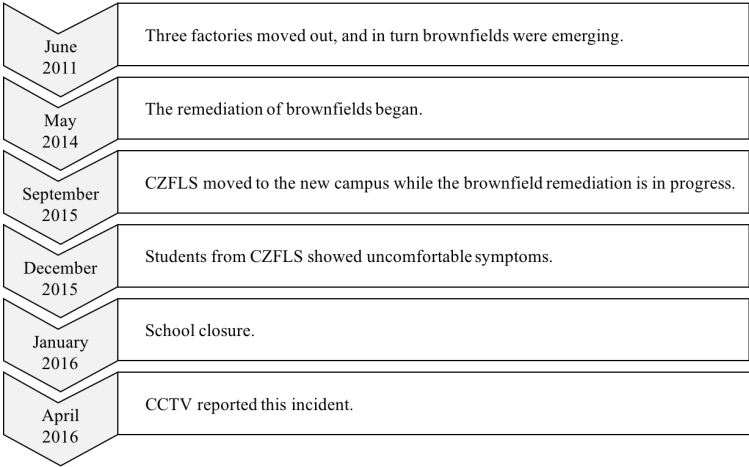 June
2011
Three factories moved out, and in turn brownfields were emerging.
May
2014
The remediation of brownfields began.
September
2015
CZFLS moved to the new campus while the brownfield remediation is in progress.
December
2015
Students from CZFLS showed uncomfortable symptoms.
January
2016
School closure.
April
2016
CCTV reported this incident.